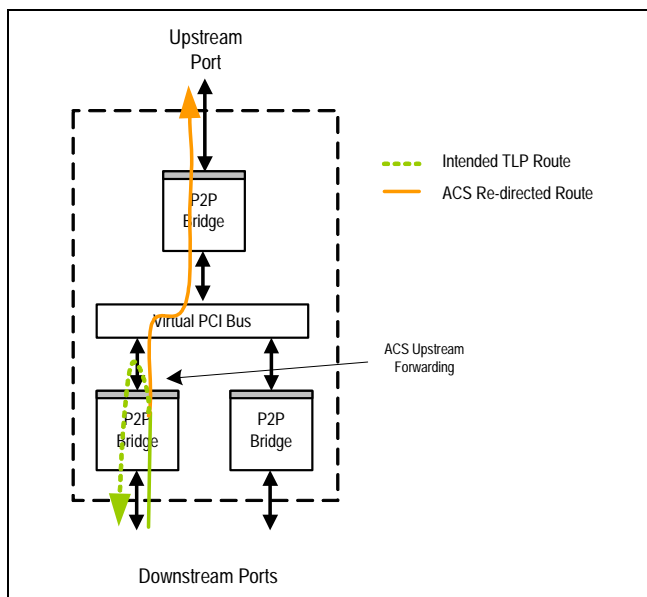 Upstream
Port
Intended TLP Route
ACS Re-directed Route
P2P
Bridge
Virtual PCI Bus
ACS Upstream
Forwarding
P2P
Bridge
P2P
Bridge
Downstream Ports